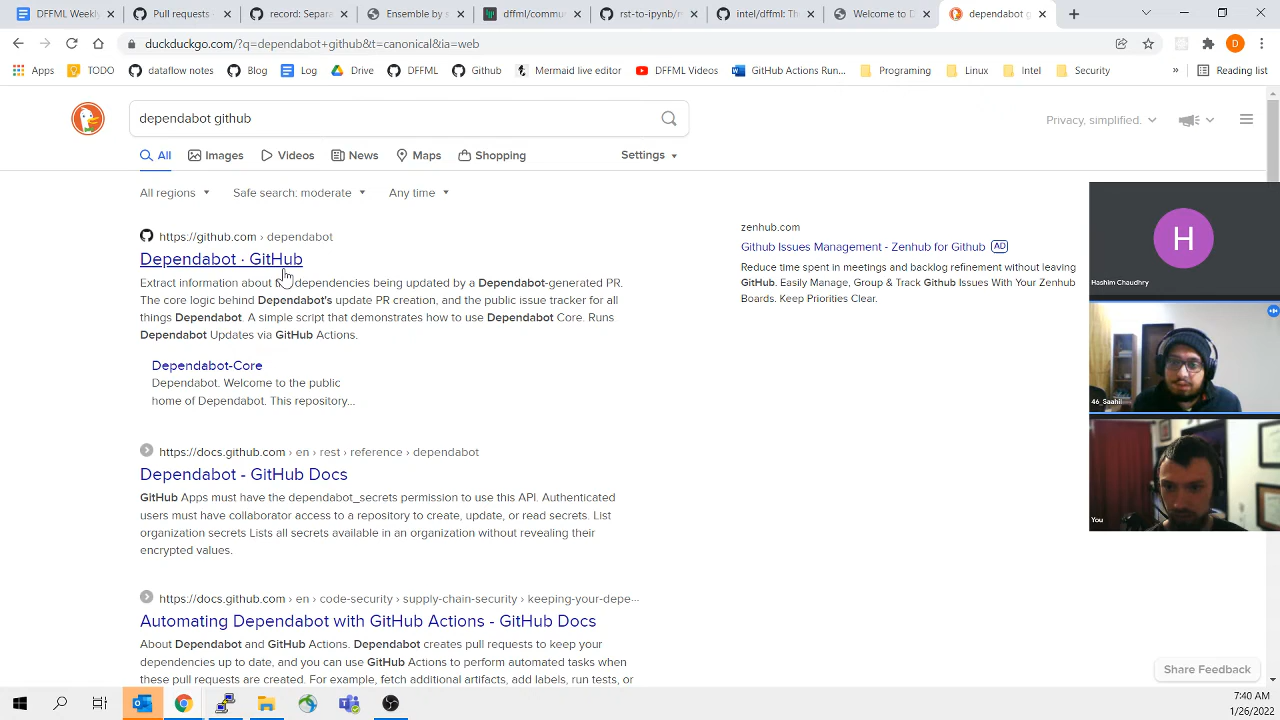 DFFML Weekly
Pull requests -
record: Separa
Ensemble by s
dffml/commu
rst-to-ipynb/m
intel/dffml: Th
Welcome to D
dependabot g
duckduckgo.com/?q=dependabot+github&t=canonical&ia=web
D
Apps
TODO
dataflow notes
Blog
Log
Drive
DFFML
Github
Mermaid live editor
DFFML Videos
GitHub Actions Run...
Programing
Linux
Intel
Security
»
Reading list
dependabot github
Privacy, simplified.
All
Images
Videos
News
Maps
Shopping
Settings
All regions
Safe search: moderate
Any time
https://github.com › dependabot
Dependabot · GitHub
Extract information about the dependencies being updated by a Dependabot-generated PR.
The core logic behind Dependabot's update PR creation, and the public issue tracker for all
things Dependabot. A simple script that demonstrates how to use Dependabot Core. Runs
Dependabot Updates via GitHub Actions.
Dependabot-Core
Dependabot. Welcome to the public
home of Dependabot. This repository...
https://docs.github.com › en › rest › reference › dependabot
Dependabot - GitHub Docs
GitHub Apps must have the dependabot_secrets permission to use this API. Authenticated
users must have collaborator access to a repository to create, update, or read secrets. List
organization secrets Lists all secrets available in an organization without revealing their
encrypted values.
https://docs.github.com › en › code-security › supply-chain-security › keeping-your-depe...
Automating Dependabot with GitHub Actions - GitHub Docs
About Dependabot and GitHub Actions. Dependabot creates pull requests to keep your
dependencies up to date, and you can use GitHub Actions to perform automated tasks when
these pull requests are created. For example, fetch additional artifacts, add labels, run tests, or
zenhub.com
Github Issues Management - Zenhub for Github AD
Reduce time spent in meetings and backlog refinement without leaving
GitHub. Easily Manage, Group & Track Github Issues With Your Zenhub
Boards. Keep Priorities Clear.
H
Hashim Chaudhry
46_Saahil
You
Share Feedback
7:40 AM
1/26/2022